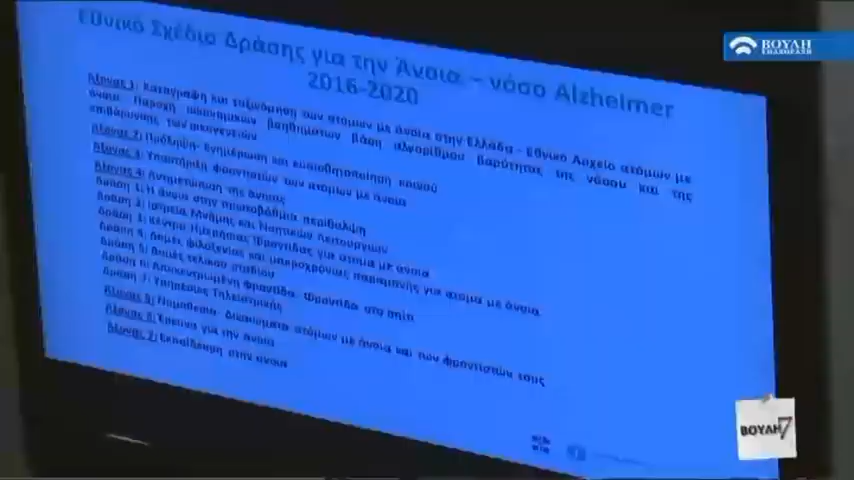 Εθνικό Σχέδιο Δράσης για την Άνοια – νόσο Alzheimer
2016-2020
Άξονας 1: Καταγραφή και ταξινόμηση των ατόμων με άνοια στην Ελλάδα - Εθνικό Αρχείο ατόμων με
άνοια. Παροχή οικονομικών βοηθημάτων βάση αλγορίθμου βαρύτητας της νόσου και της
επιβάρυνσης των οικογενειών
Άξονας 2: Πρόληψη- Ενημέρωση και ευαισθητοποίηση κοινού
Άξονας 3: Υποστήριξη Φροντιστών των ατόμων με άνοια
Άξονας 4: Αντιμετώπιση της άνοιας
Δράση 1: Η άνοια στην πρωτοβάθμια περίθαλψη
Δράση 2: Ιατρεία Μνήμης και Νοητικών Λειτουργιών
Δράση 3: Κέντρα Ημερήσιας Φροντίδας για άτομα με άνοια
Δράση 4: Δομές φιλοξενίας και μακροχρόνιας παραμονής για άτομα με άνοια
Δράση 5: Δομές τελικού σταδίου
Δράση 6: Αποκεντρωμένη Φροντίδα- Φροντίδα στο σπίτι
Δράση 7: Υπηρεσίες Τηλεϊατρικής
Άξονας 5: Νομοθεσία- Δικαιώματα ατόμων με άνοια και των φροντιστών τους
Άξονας 6: Έρευνα για την άνοια
Άξονας 7: Εκπαίδευση στην άνοια
ΒΟΥΛΗ
ΤΗΛΕΟΡΑΣΗ
ΒΟΥΛΗ 7